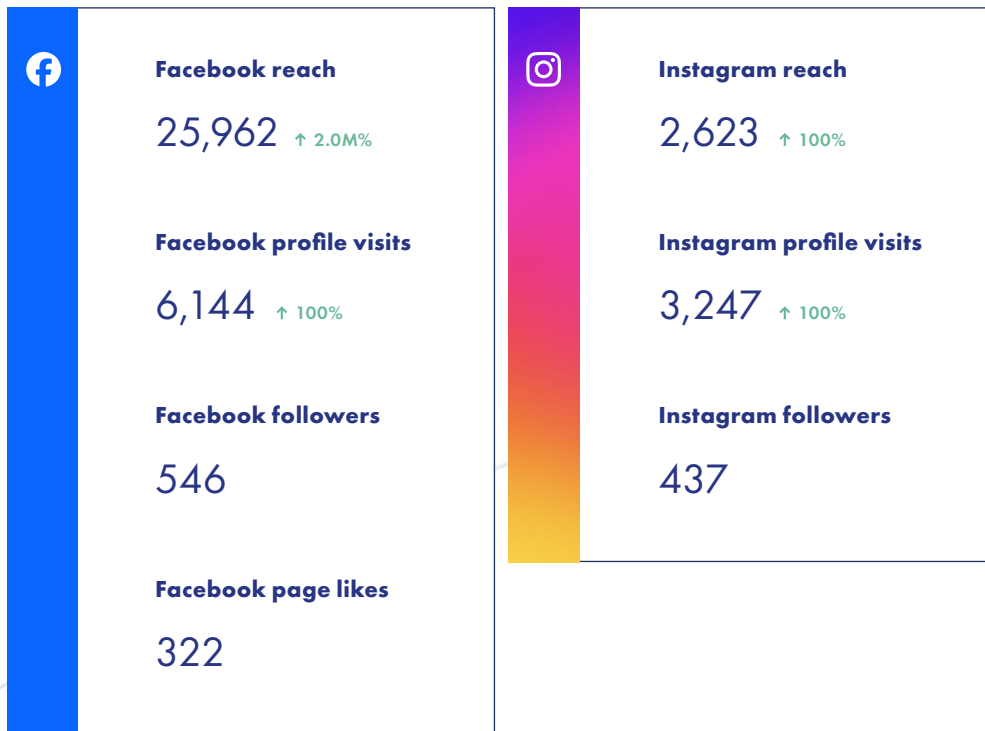 Facebook reach
25,962 ↑ 2.0M%
Facebook profile visits
6,144 ↑ 100%
Facebook followers
546
Facebook page likes
322
Instagram reach
2,623 ↑ 100%
Instagram profile visits
3,247 ↑ 100%
Instagram followers
437